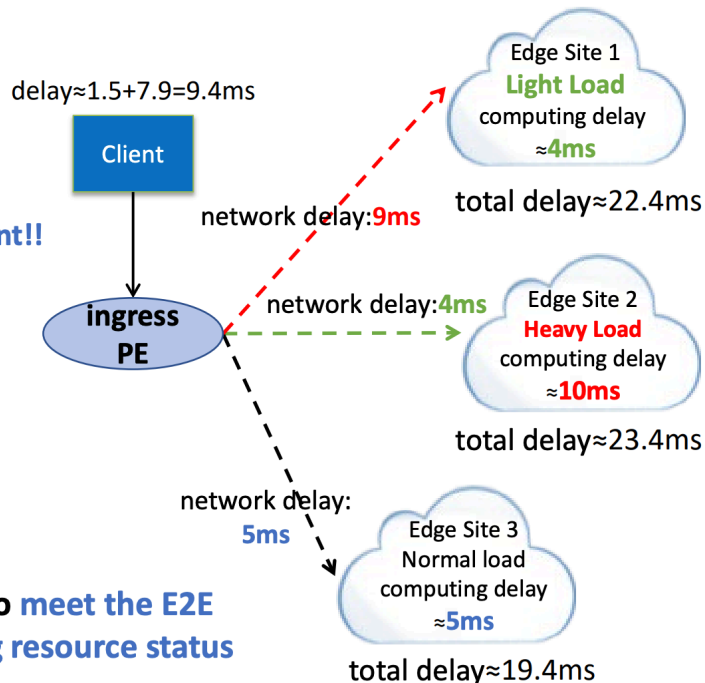 delay≈1.5+7.9=9.4ms
Client
ingress
PE
network delay:9ms
network delay:4ms
network delay:
5ms
Edge Site 1
Light Load
computing delay
≈4ms
total delay≈22.4ms
Edge Site 2
Heavy Load
computing delay
≈10ms
total delay≈23.4ms
Edge Site 3
Normal load
computing delay
≈5ms
total delay≈19.4ms
meet the E2E
resource status